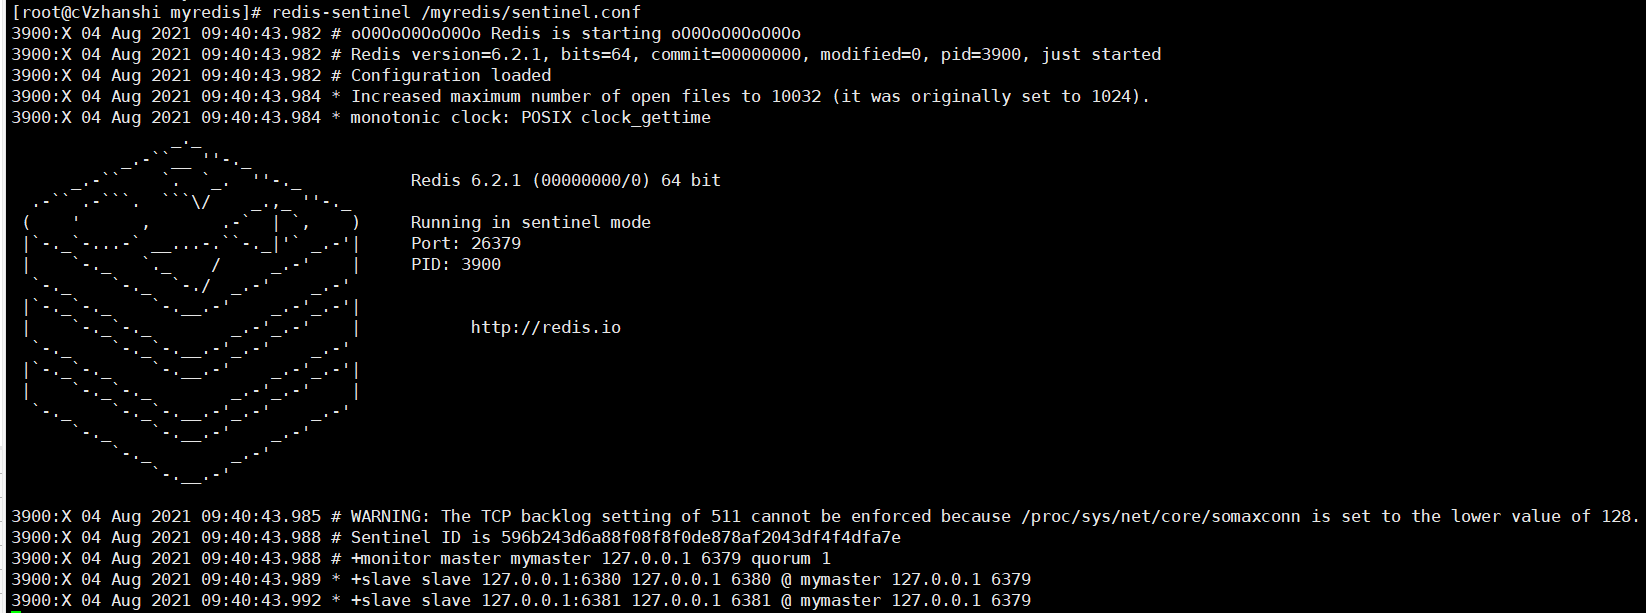 [root@cVzhanshi myredis]# redis-sentinel /myredis/sentinel.conf
3900:X 04 Aug 2021 09:40:43.982 # oO0OoO0OoO0Oo Redis is starting oO0OoO0OoO0Oo
3900:X 04 Aug 2021 09:40:43.982 # Redis version=6.2.1, bits=64, commit=00000000, modified=0, pid=3900, just started
3900:X 04 Aug 2021 09:40:43.982 # Configuration loaded
3900:X 04 Aug 2021 09:40:43.984 * Increased maximum number of open files to 10032 (it was originally set to 1024).
3900:X 04 Aug 2021 09:40:43.984 * monotonic clock: POSIX clock_gettime
Redis 6.2.1 (00000000/0) 64 bit
Running in sentinel mode
Port: 26379
PID: 3900
http://redis.io
3900:X 04 Aug 2021 09:40:43.985 # WARNING: The TCP backlog setting of 511 cannot be enforced because /proc/sys/net/core/somaxconn is set to the lower value of 128.
3900:X 04 Aug 2021 09:40:43.988 # Sentinel ID is 596b243d6a88f08f8f0de878af2043df4f4dfa7e
3900:X 04 Aug 2021 09:40:43.988 # +monitor master mymaster 127.0.0.1 6379 quorum 1
3900:X 04 Aug 2021 09:40:43.989 * +slave slave 127.0.0.1:6380 127.0.0.1 6380 @ mymaster 127.0.0.1 6379
3900:X 04 Aug 2021 09:40:43.992 * +slave slave 127.0.0.1:6381 127.0.0.1 6381 @ mymaster 127.0.0.1 6379